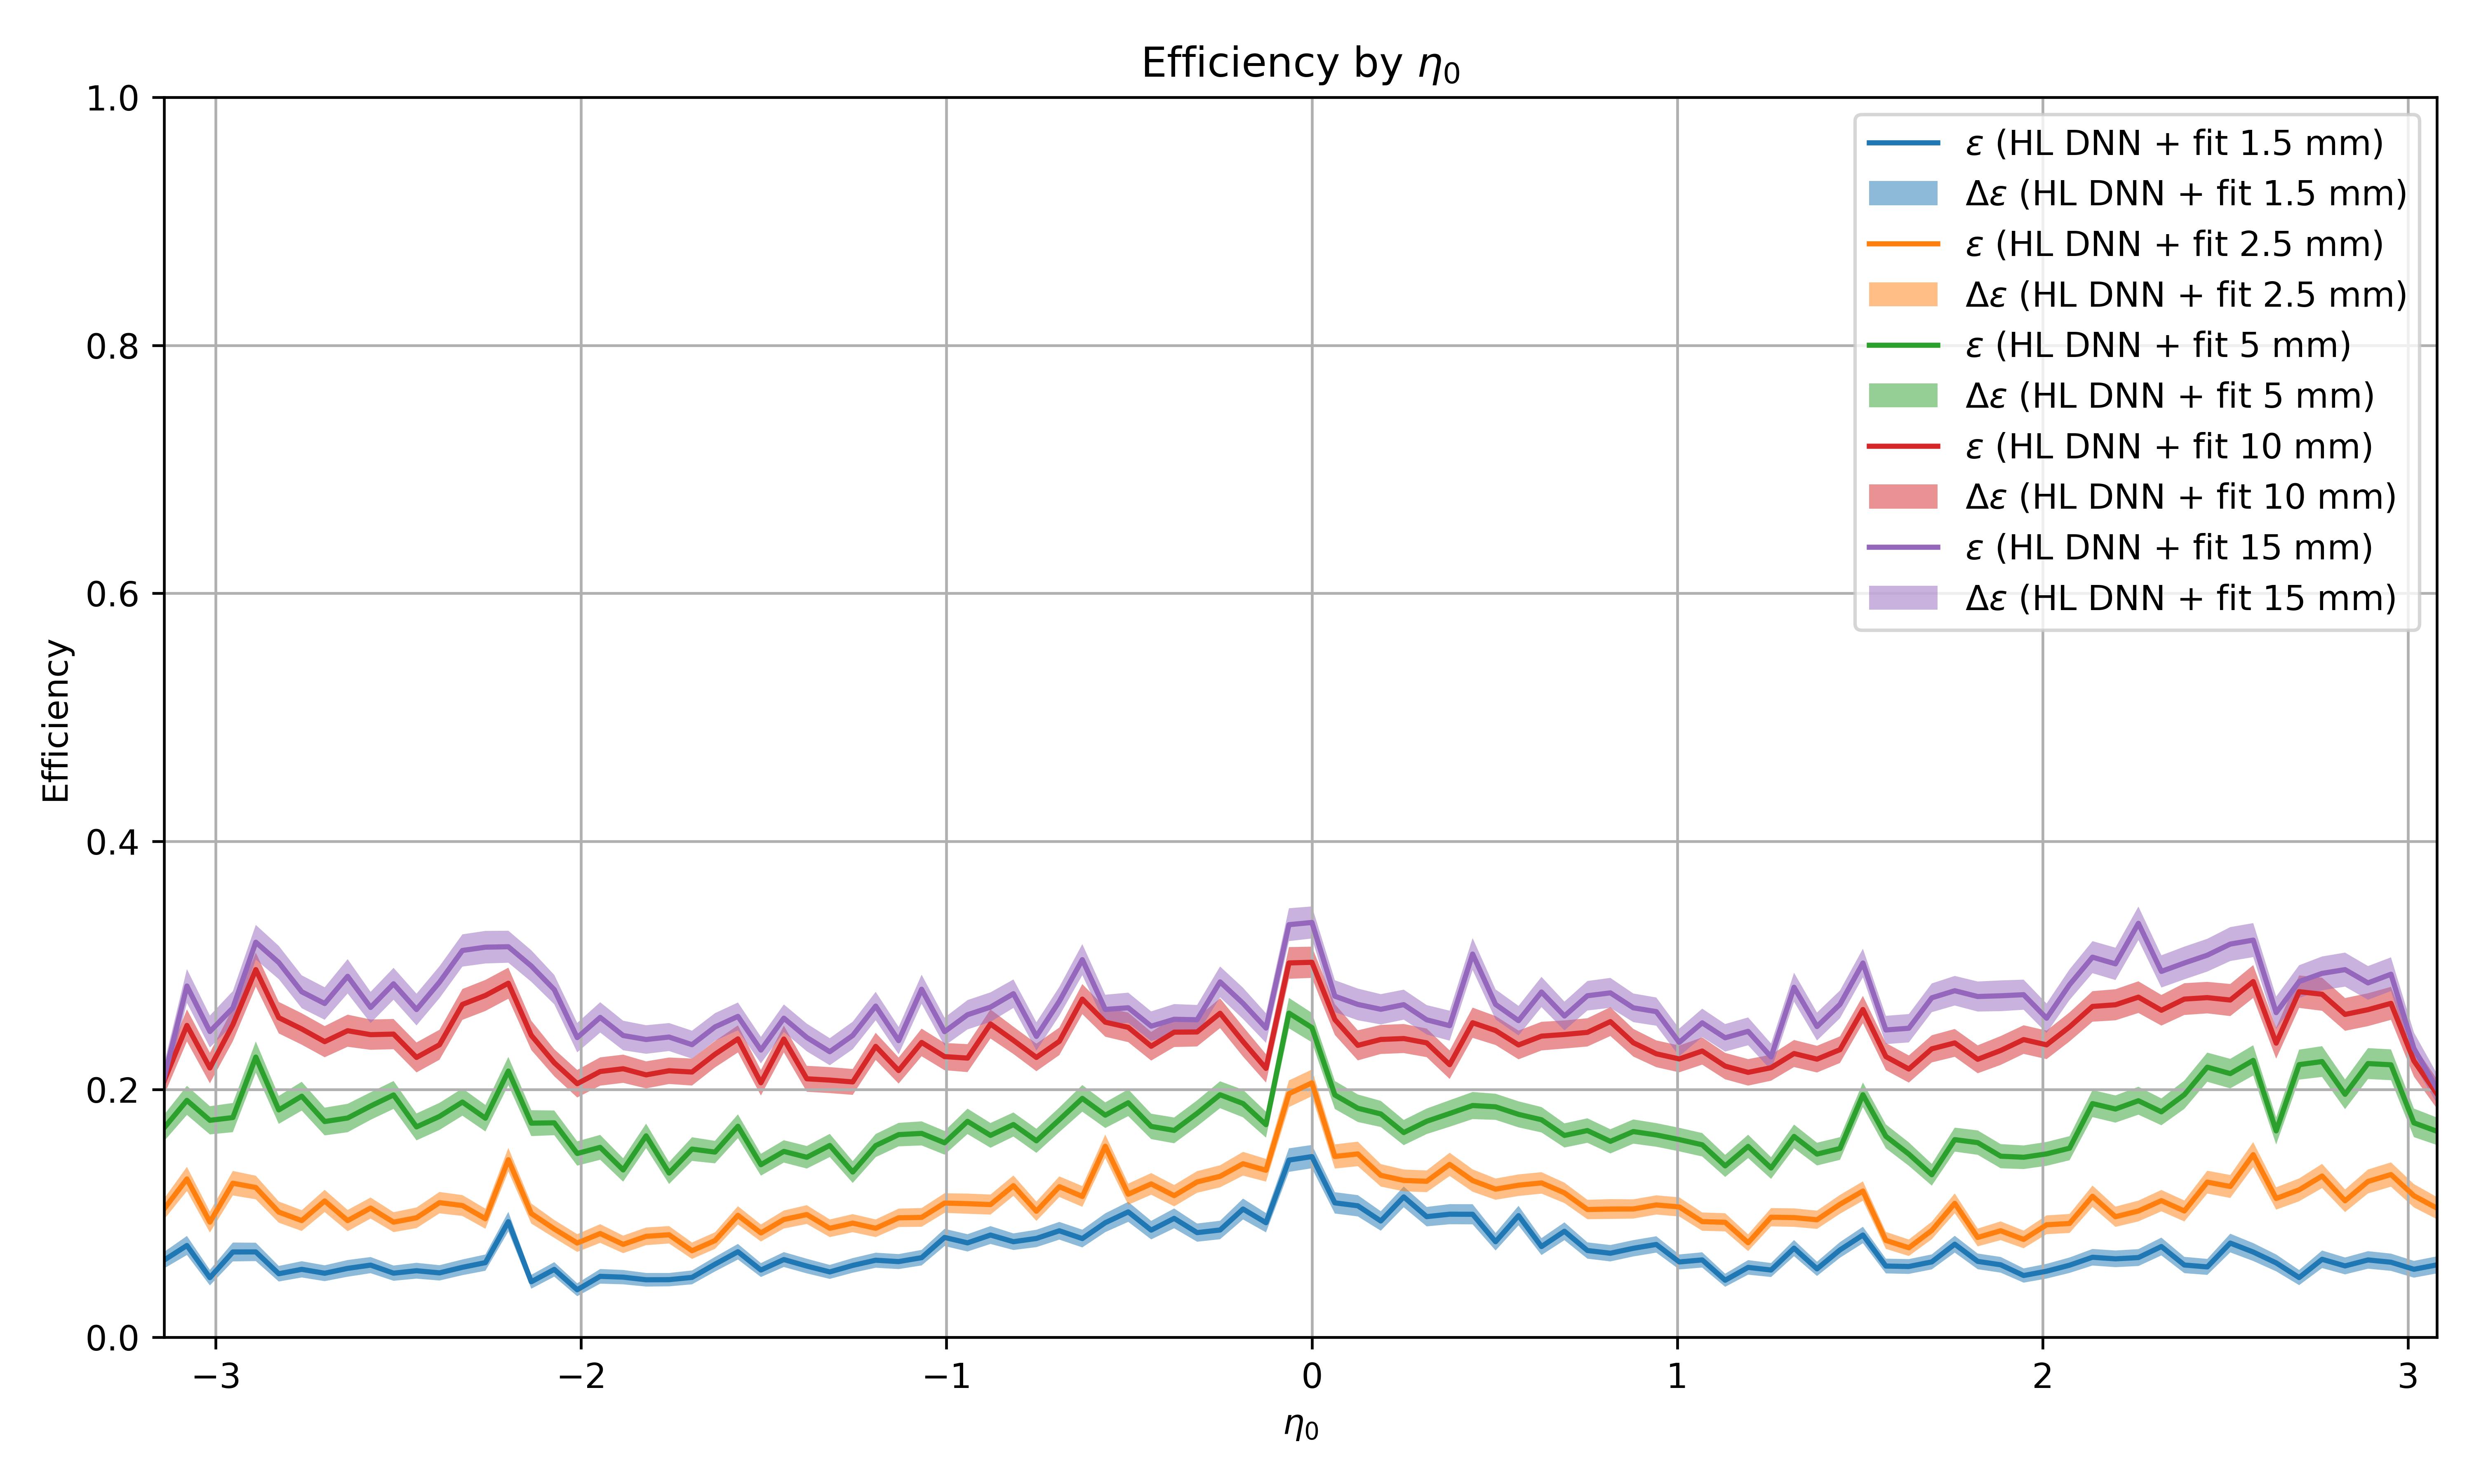 Efficiency by η₀
1.0
0.8
0.6
0.4
0.2
0.0
Efficiency
ε (HL DNN + fit 1.5 mm)
Δε (HL DNN + fit 1.5 mm)
ε (HL DNN + fit 2.5 mm)
Δε (HL DNN + fit 2.5 mm)
ε (HL DNN + fit 5 mm)
Δε (HL DNN + fit 5 mm)
ε (HL DNN + fit 10 mm)
Δε (HL DNN + fit 10 mm)
ε (HL DNN + fit 15 mm)
Δε (HL DNN + fit 15 mm)
−3 −2 −1 0 1 2 3
η₀